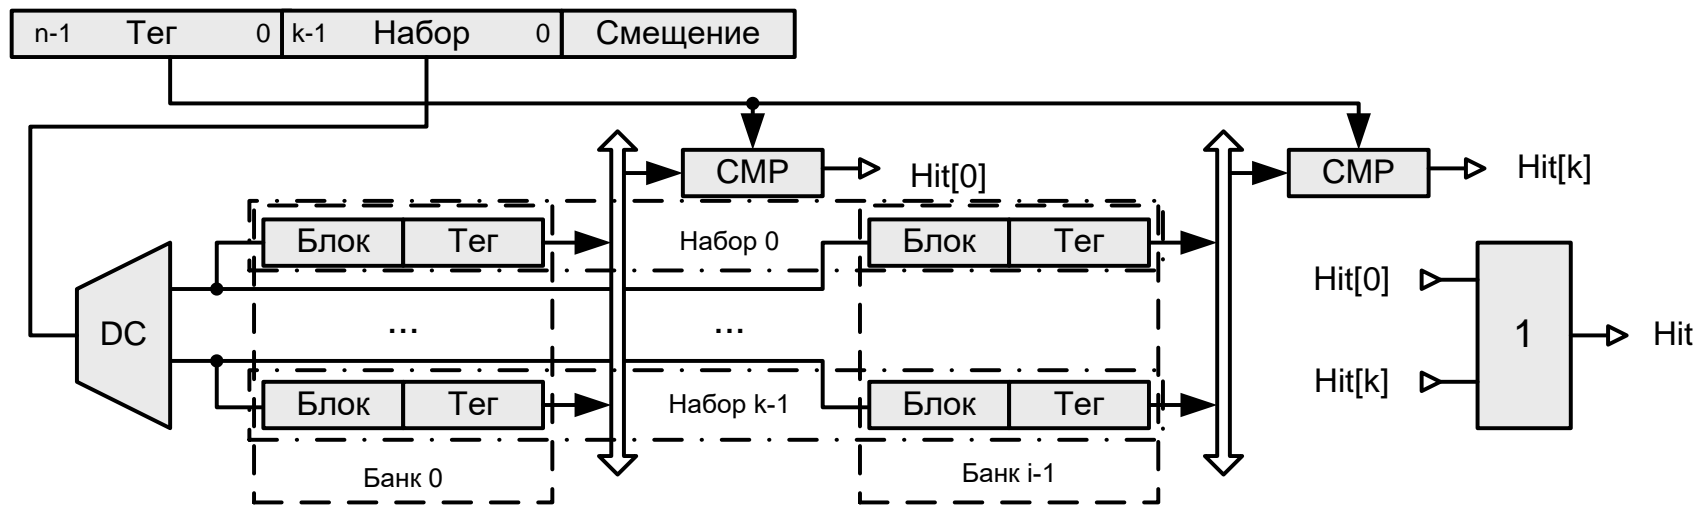 n-1 Тег 0 k-1 Набор 0 Смещение
CMP Hit[0] CMP Hit[k]
Блок Тег Набор 0 Блок Тег
DC ... ...
Hit[0]
1 Hit
Hit[k]
Блок Тег Набор k-1 Блок Тег
Банк 0 Банк i-1